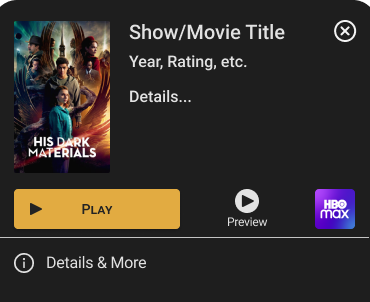 Show/Movie Title
Year, Rating, etc.
Details...
HIS DARK
MATERIALS
PLAY
Preview
HBO
max
Details & More